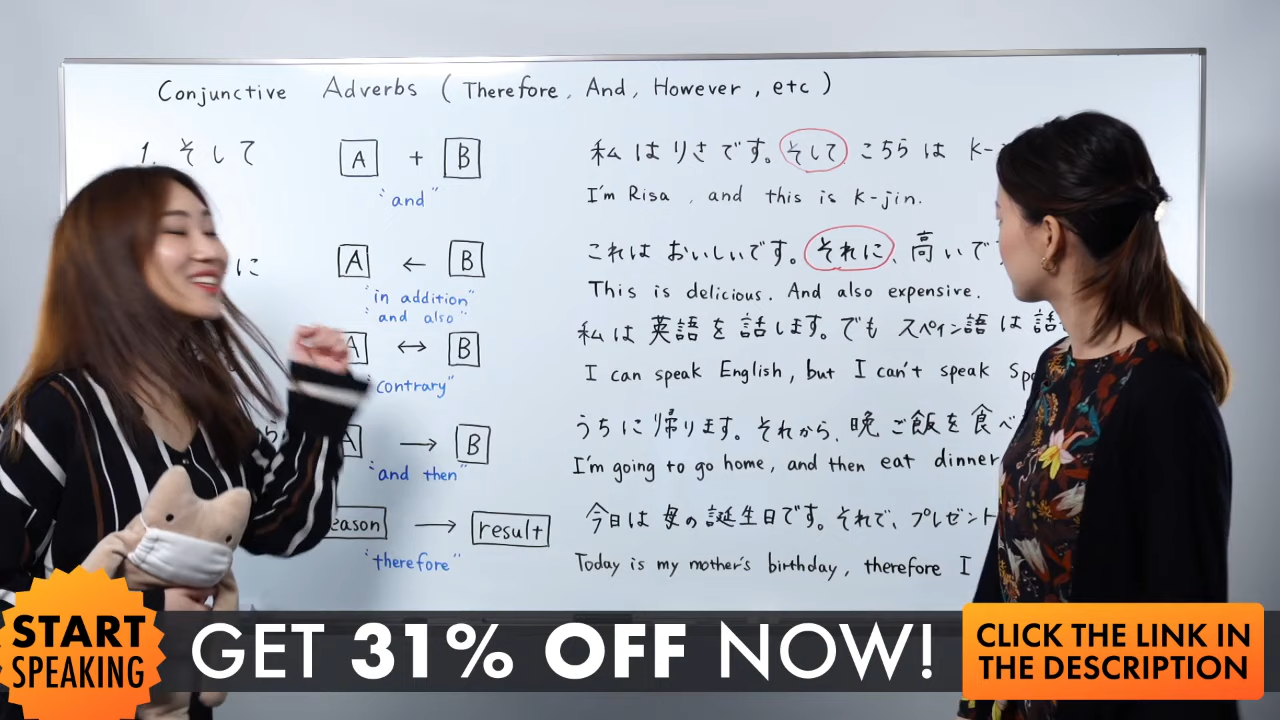 Conjunctive Adverbs ( Therefore, And, However, etc )
1. そして
A + B
"and"
私はりさです。そして こちらは K-
I'm Risa, and this is K-jin.
に
A ← B
"in addition"
"and also"
これはおいしいです。それに、高いで
This is delicious. And also expensive.
A ↔ B
"contrary"
私は英語を話します。でも スペイン語は話
I can speak English, but I can't speak Sp
ら
A → B
"and then"
うちに帰ります。それから、晩ご飯を食べ
I'm going to go home, and then eat dinner
eason → result
"therefore"
今日は母の誕生日です。それで、プレゼント
Today is my mother's birthday, therefore I
START
SPEAKING
GET 31% OFF NOW!
CLICK THE LINK IN
THE DESCRIPTION